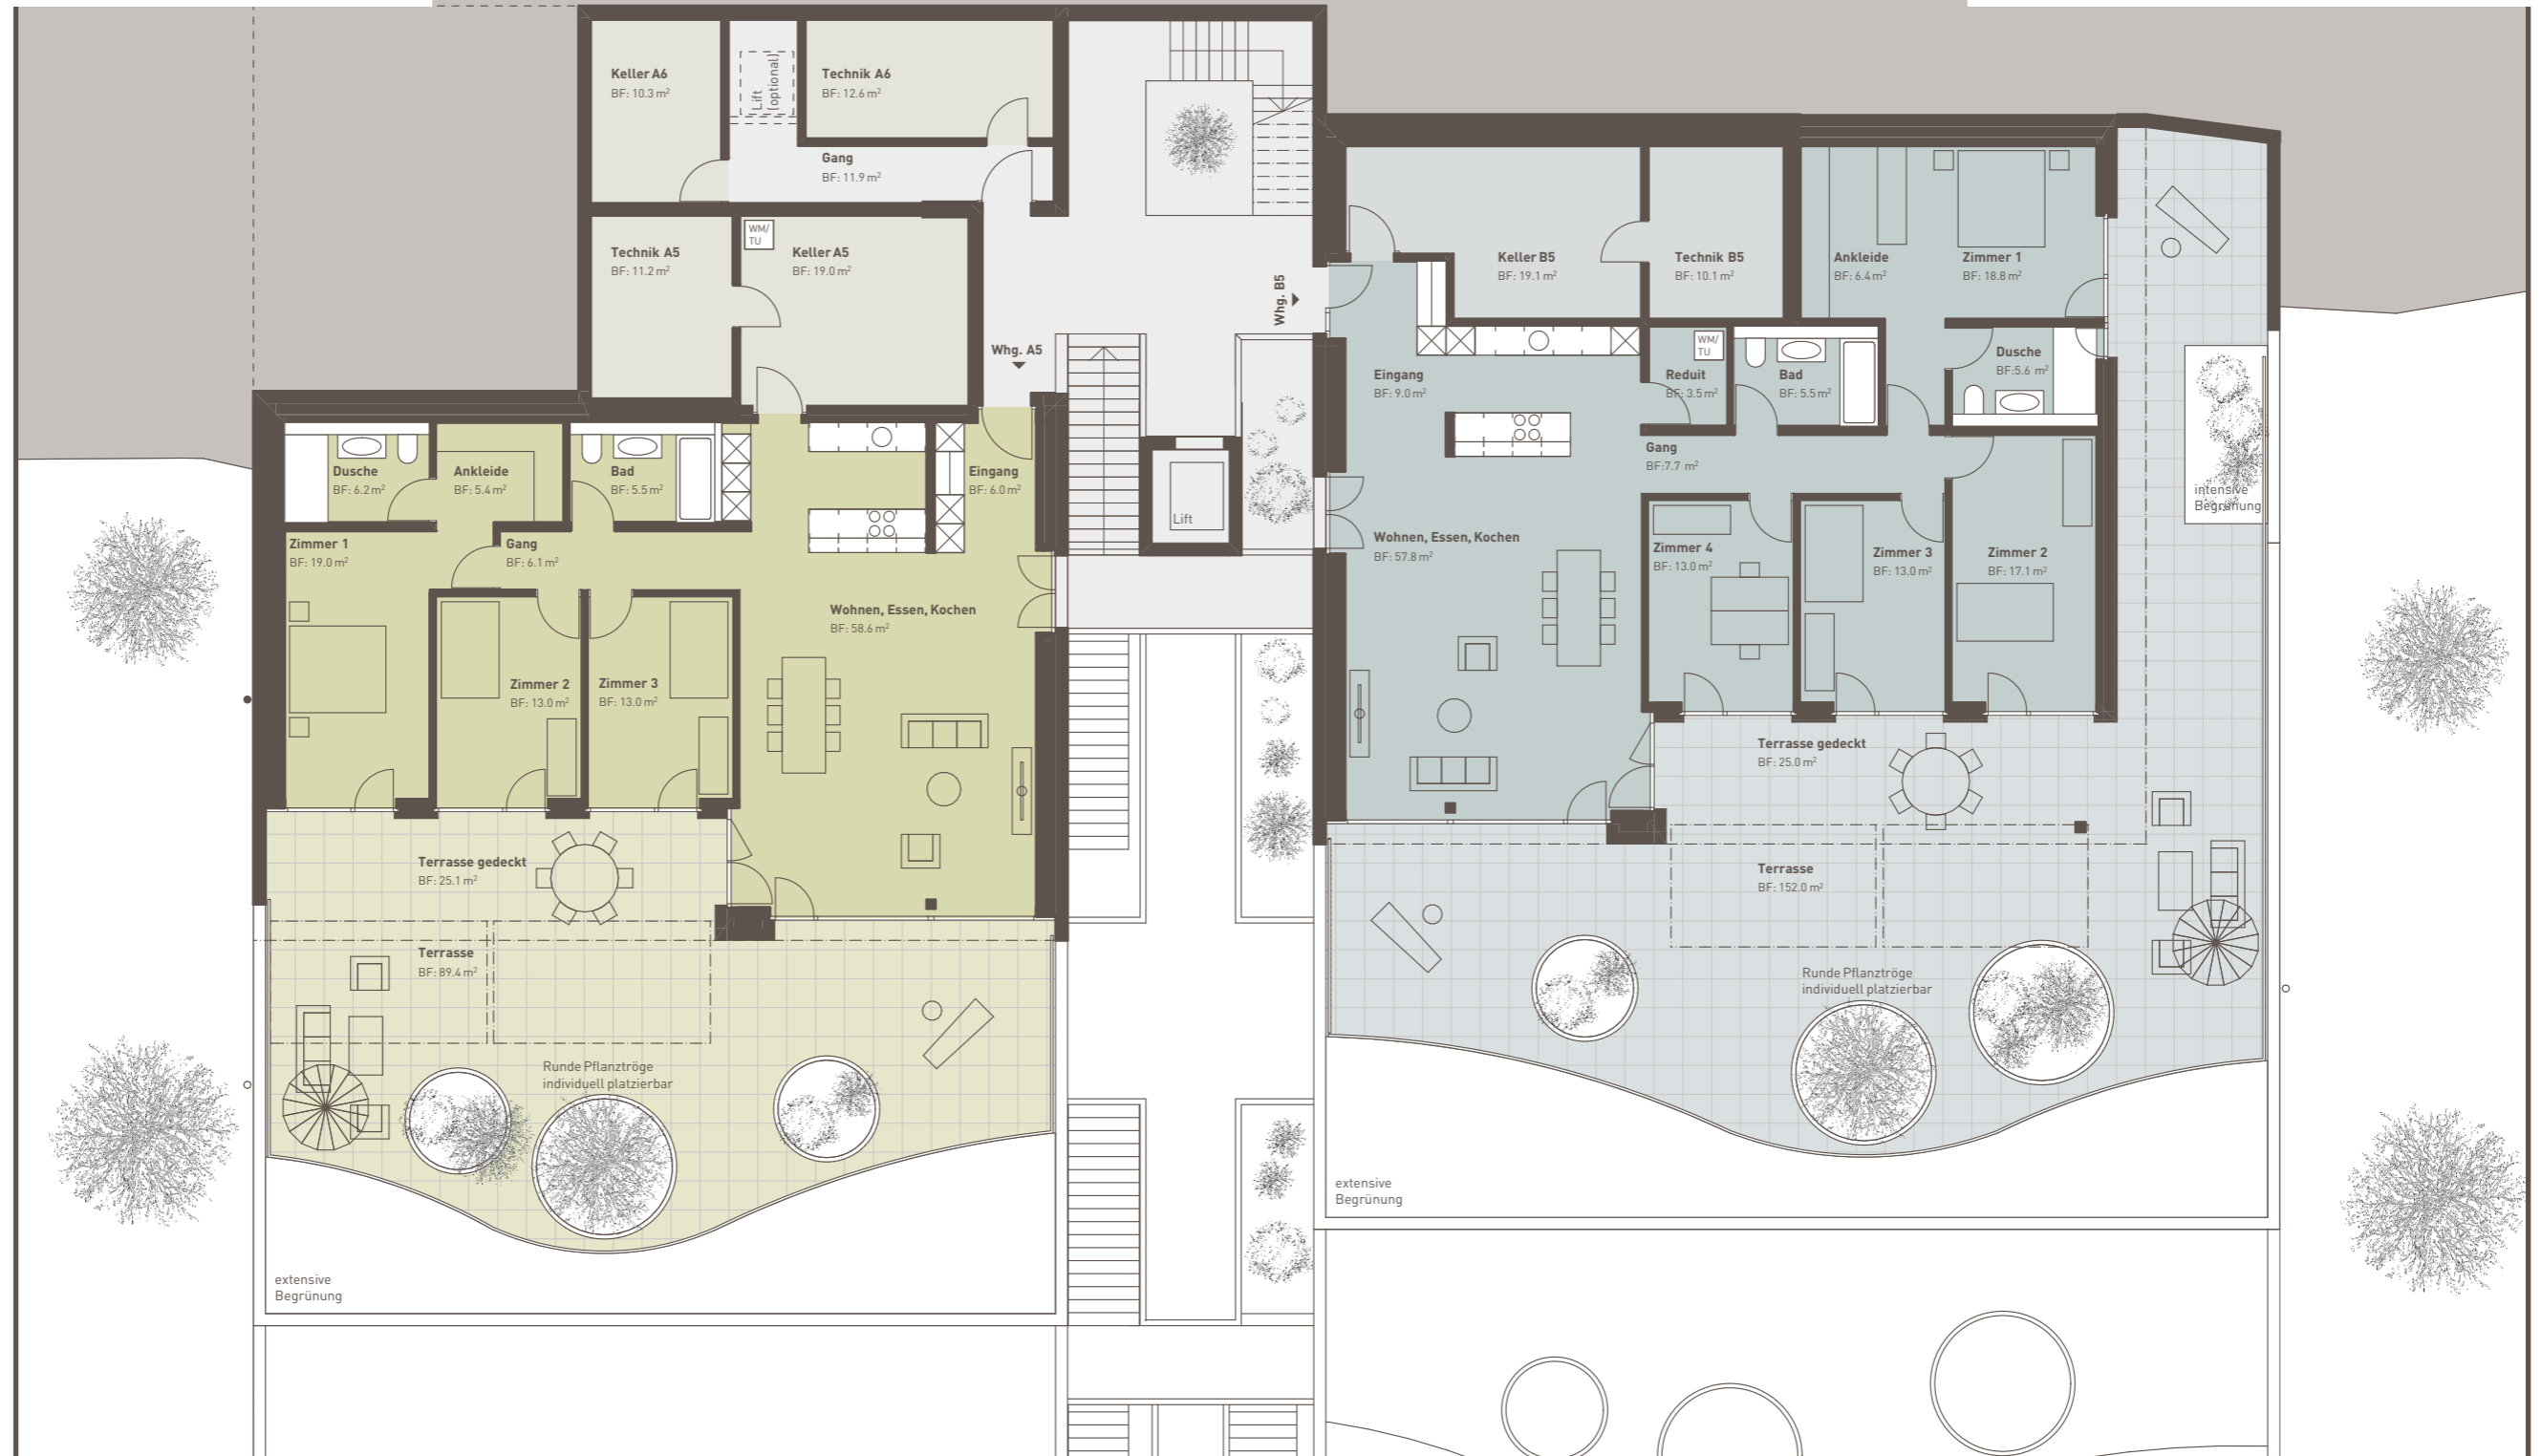 Keller A6
BF: 10.3 m²
Lift
(optional)
Technik A6
BF: 12.6 m²
Gang
BF: 11.9 m²
Technik A5
BF: 11.2 m²
WM/
TU
Keller A5
BF: 19.0 m²
Whg. A5
Whg. B5
Keller B5
BF: 19.1 m²
Technik B5
BF: 10.1 m²
Ankleide
BF: 6.4 m²
Zimmer 1
BF: 18.8 m²
Eingang
BF: 9.0 m²
WM/
TU
Reduit
BF: 3.5 m²
Bad
BF: 5.5 m²
Dusche
BF:5.6 m²
Gang
BF:7.7 m²
intensive
Begrünung
Dusche
BF: 6.2 m²
Ankleide
BF: 5.4 m²
Bad
BF: 5.5 m²
Eingang
BF: 6.0 m²
Lift
Zimmer 1
BF: 19.0 m²
Gang
BF: 6.1 m²
Wohnen, Essen, Kochen
BF: 57.8 m²
Zimmer 4
BF: 13.0 m²
Zimmer 3
BF: 13.0 m²
Zimmer 2
BF: 17.1 m²
Wohnen, Essen, Kochen
BF: 58.6 m²
Zimmer 2
BF: 13.0 m²
Zimmer 3
BF: 13.0 m²
Terrasse gedeckt
BF: 25.0 m²
Terrasse gedeckt
BF: 25.1 m²
Terrasse
BF: 152.0 m²
Terrasse
BF: 89.4 m²
Runde Pflanztröge
individuell platzierbar
Runde Pflanztröge
individuell platzierbar
extensive
Begrünung
extensive
Begrünung